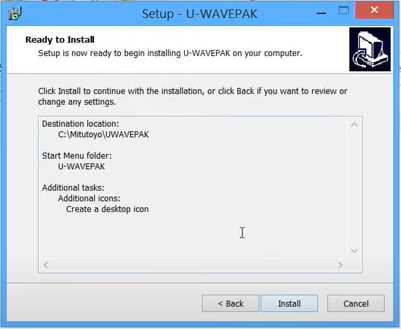 Setup - U-WAVEPAK
Ready to Install
Setup is now ready to begin installing U-WAVEPAK on your computer.
Click Install to continue with the installation, or click Back if you want to review or
change any settings.
Destination location:
C:\Mitutoyo\UWAVEPAK
Start Menu folder:
U-WAVEPAK
Additional tasks:
Additional icons:
Create a desktop icon
< Back
Install
Cancel